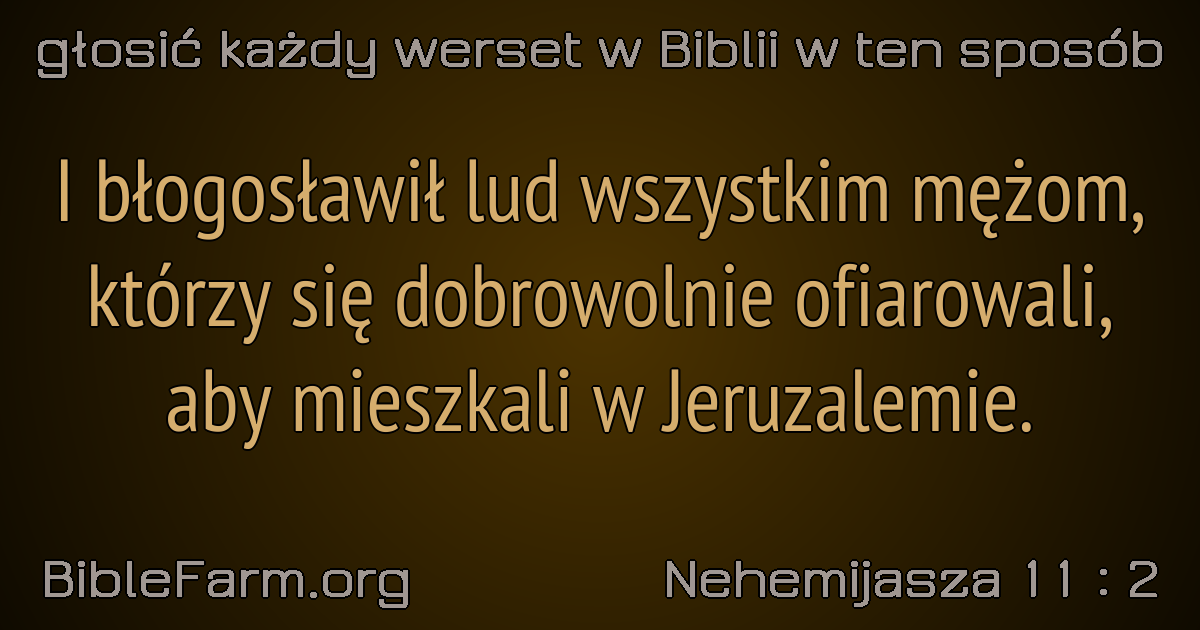 głosić każdy werset w Biblii w ten sposób
I błogosławił lud wszystkim mężom,
którzy się dobrowolnie ofiarowali,
aby mieszkali w Jeruzalemie.
BibleFarm.org
Nehemijasza 11 : 2